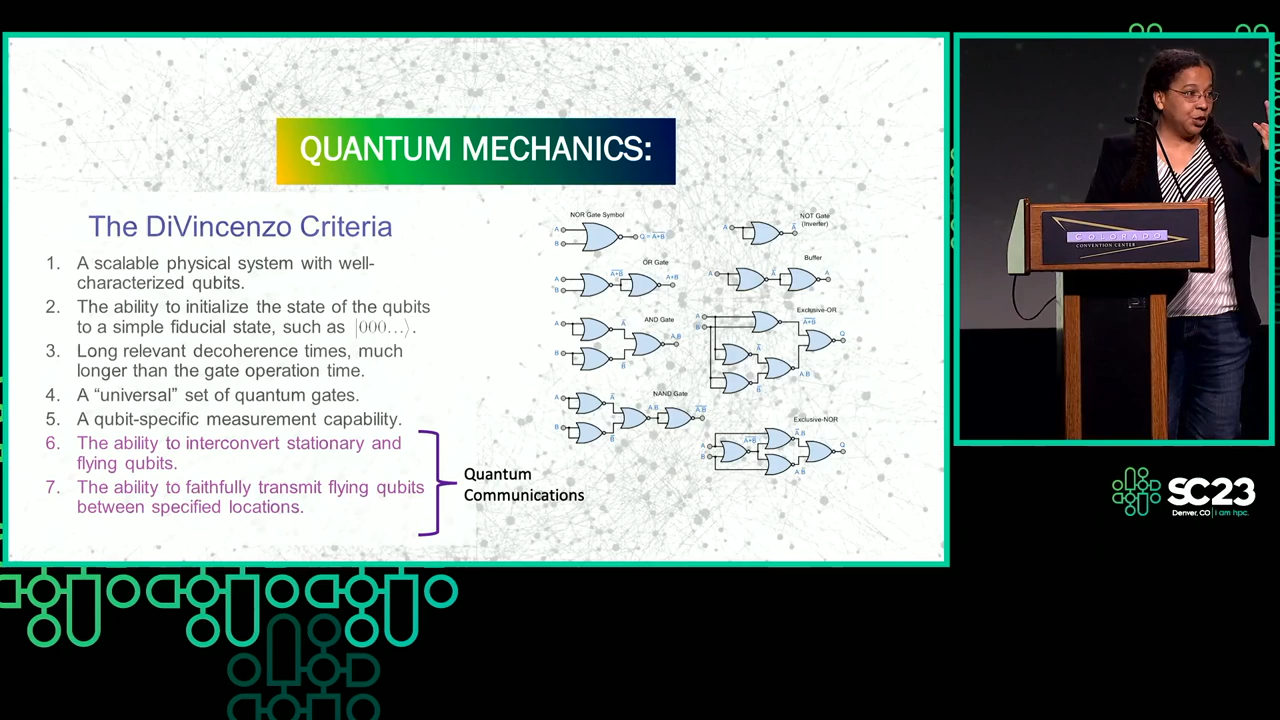 QUANTUM MECHANICS:
The DiVincenzo Criteria
1. A scalable physical system with well-
characterized qubits.
2. The ability to initialize the state of the qubits
to a simple fiducial state, such as |000...⟩.
3. Long relevant decoherence times, much
longer than the gate operation time.
4. A “universal” set of quantum gates.
5. A qubit-specific measurement capability.
6. The ability to interconvert stationary and
flying qubits.
7. The ability to faithfully transmit flying qubits
between specified locations.
Quantum
Communications
NOR Gate Symbol
A
B
Q = A+B
OR Gate
A
B
A+B
A+B
AND Gate
A
B
A
B
A.B
NAND Gate
A
B
A
B
A.B
A.B
NOT Gate
(Inverter)
A
A
Buffer
A
A
A
Exclusive-OR
A
B
A+B
A
B
A.B
Q
Exclusive-NOR
A
B
A+B
A.B
A.B
Q
COLORADO
CONVENTION CENTER
SC23
Denver, CO | i am hpc.